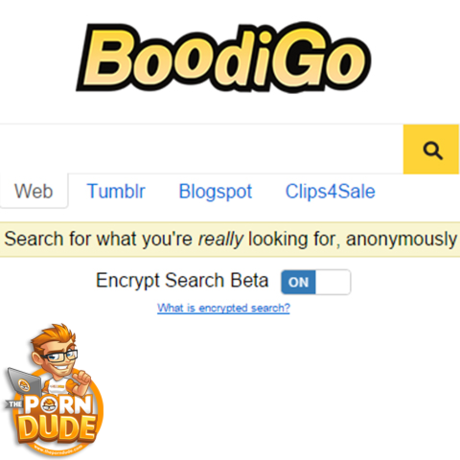 BoodiGo
Web Tumblr Blogspot Clips4Sale
Search for what you're really looking for, anonymously
Encrypt Search Beta ON
What is encrypted search?
THE
PORN
DUDE